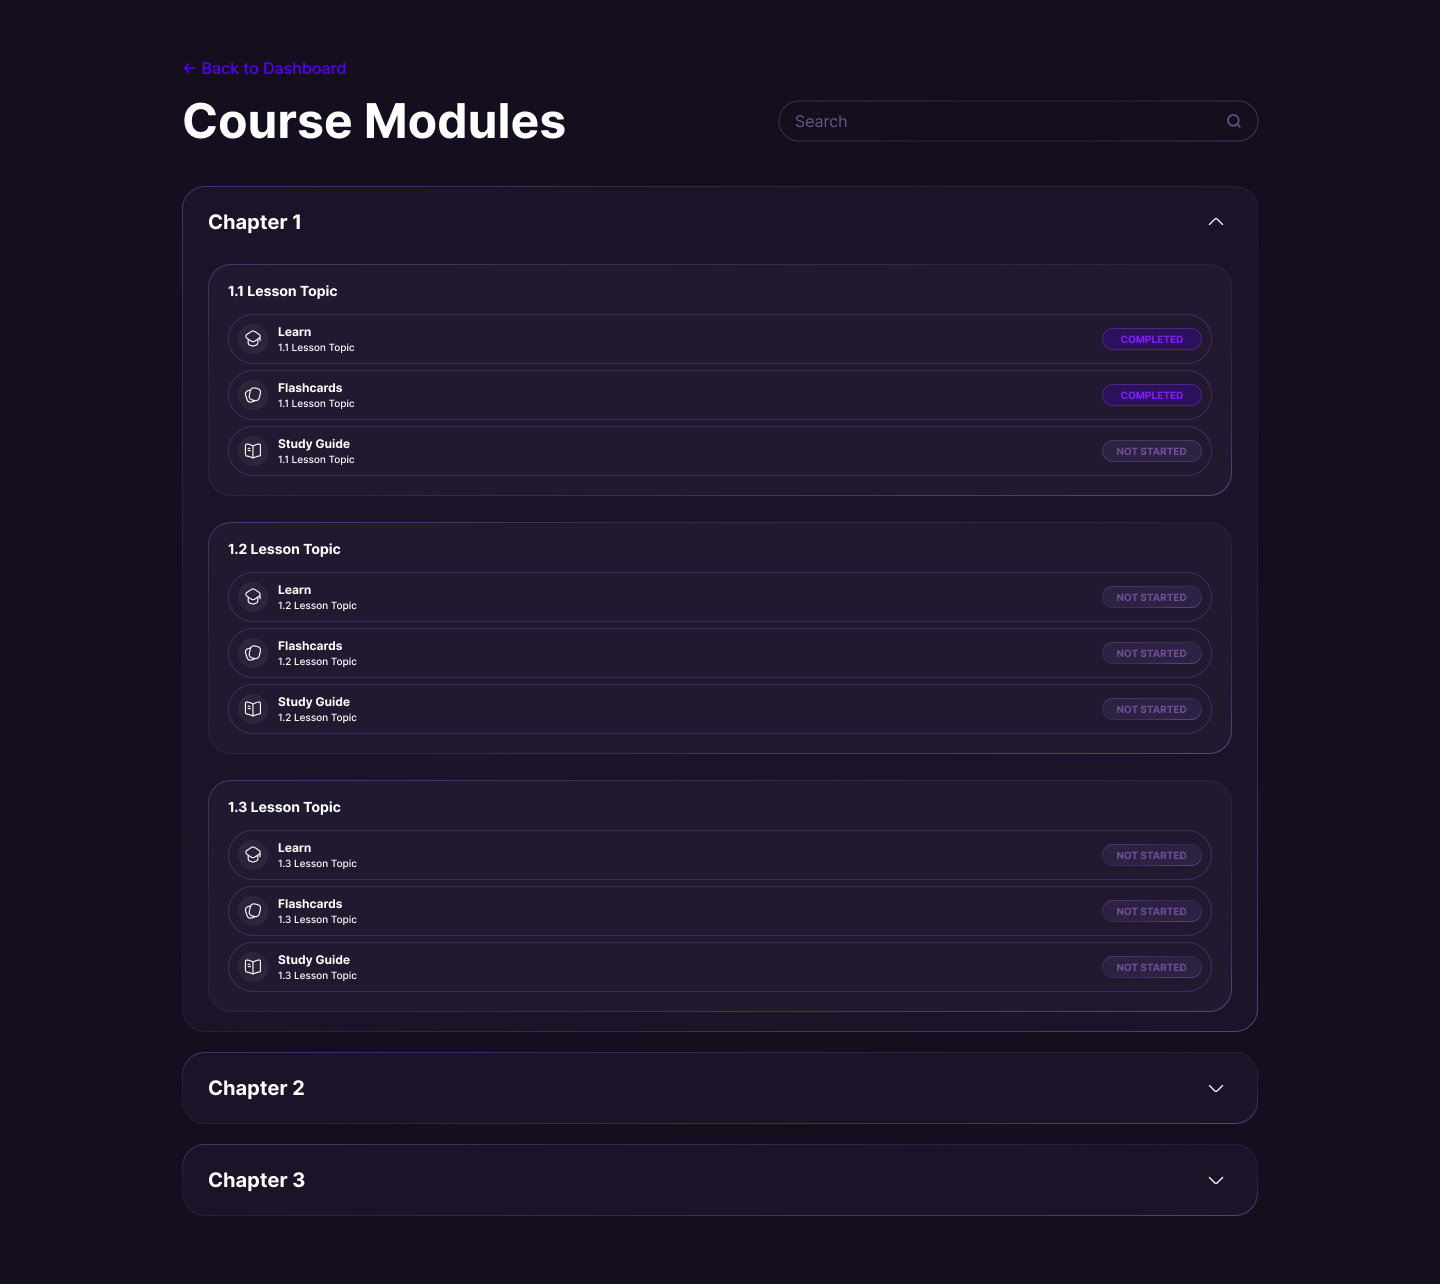 ← Back to Dashboard
Course Modules
Search
Chapter 1
1.1 Lesson Topic
Learn
1.1 Lesson Topic
COMPLETED
Flashcards
1.1 Lesson Topic
COMPLETED
Study Guide
1.1 Lesson Topic
NOT STARTED
1.2 Lesson Topic
Learn
1.2 Lesson Topic
NOT STARTED
Flashcards
1.2 Lesson Topic
NOT STARTED
Study Guide
1.2 Lesson Topic
NOT STARTED
1.3 Lesson Topic
Learn
1.3 Lesson Topic
NOT STARTED
Flashcards
1.3 Lesson Topic
NOT STARTED
Study Guide
1.3 Lesson Topic
NOT STARTED
Chapter 2
Chapter 3